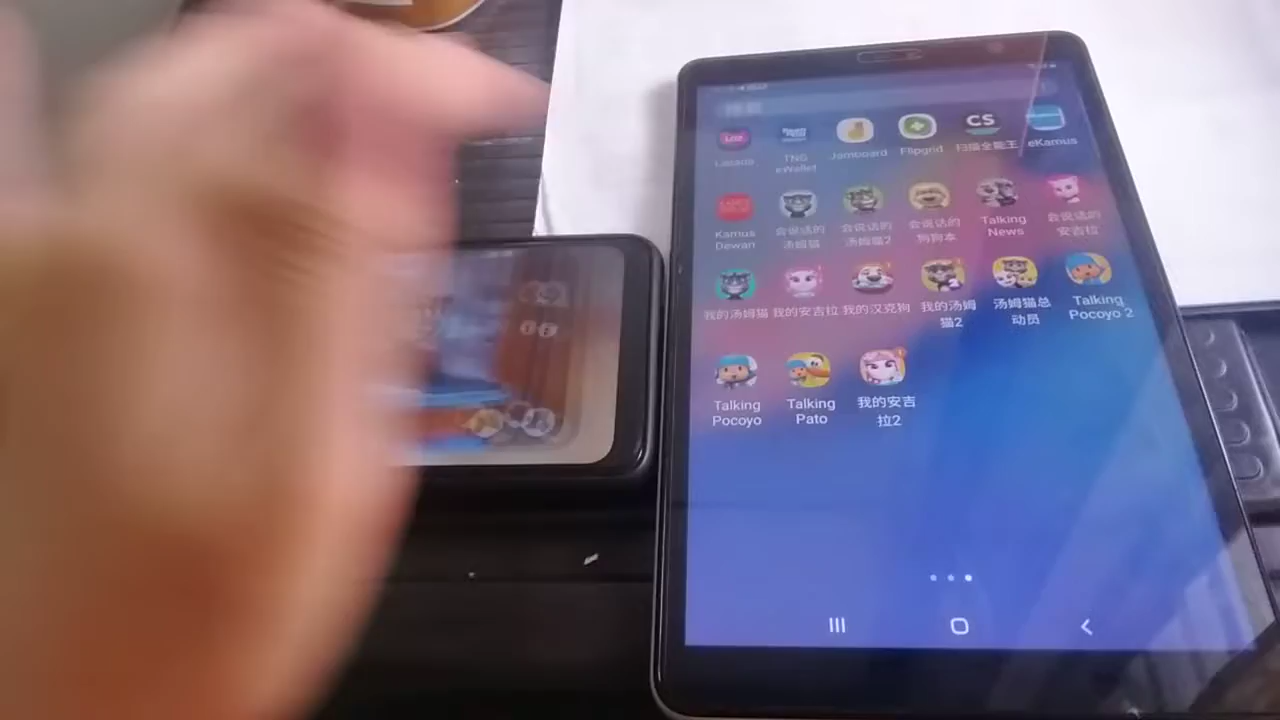 搜索
Laz
Lazada
TNG
eWallet
Jamboard
Flipgrid
CS
扫描全能王
eKamus
Kamus
Dewan
会说话的
汤姆猫
会说话的
汤姆猫2
会说话的
狗狗本
Talking
News
会说话的
安吉拉
我的汤姆猫
我的安吉拉
我的汉克狗
我的汤姆
猫2
汤姆猫总
动员
Talking
Pocoyo 2
Talking
Pocoyo
Talking
Pato
我的安吉
拉2